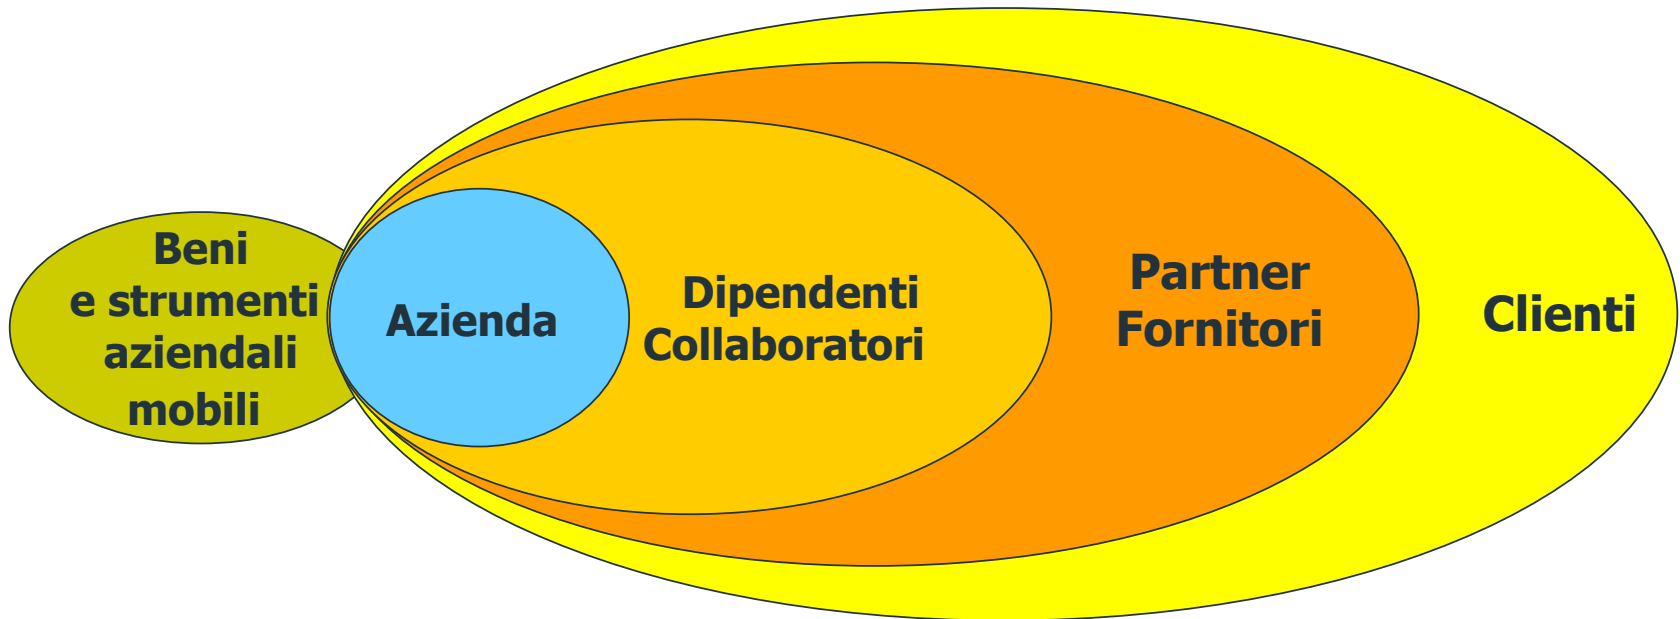 Beni
e strumenti
aziendali
mobili
Azienda
Dipendenti
Collaboratori
Partner
Fornitori
Clienti